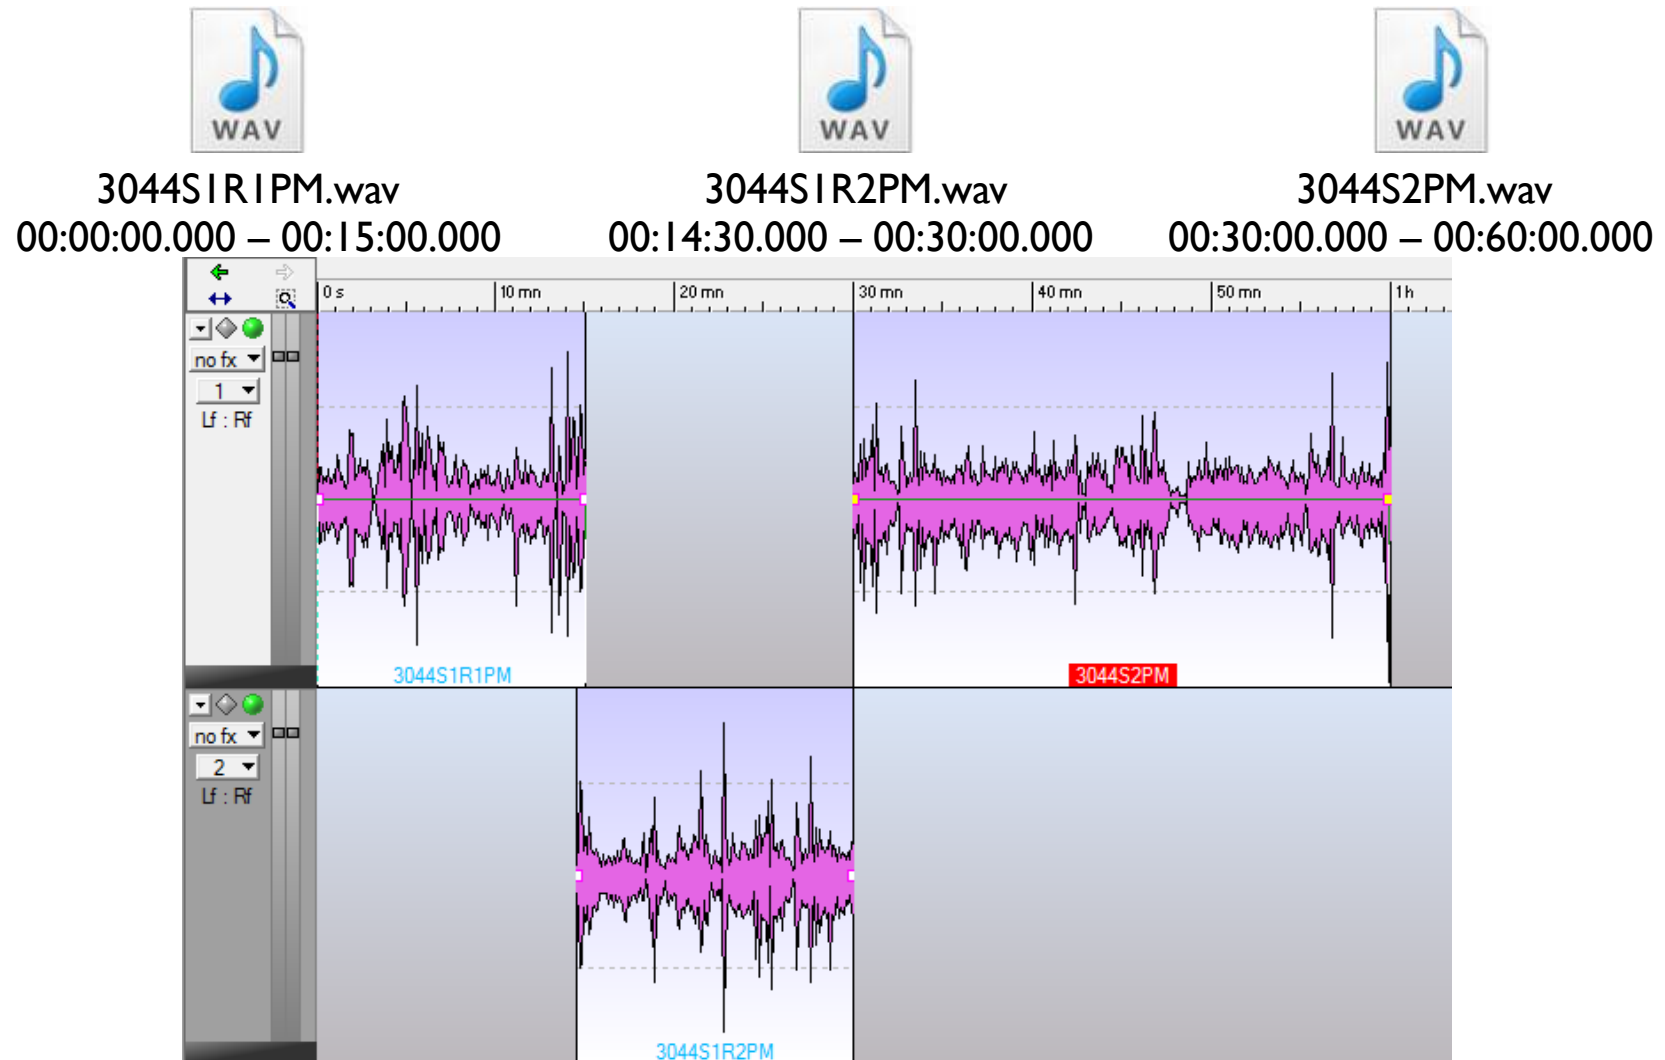 WAV WAV WAV
3044S1R1PM.wav 3044S1R2PM.wav 3044S2PM.wav
00:00:00.000 – 00:15:00.000 00:14:30.000 – 00:30:00.000 00:30:00.000 – 00:60:00.000
0 s 10 mn 20 mn 30 mn 40 mn 50 mn 1 h
no fx
1
Lf : Rf
3044S1R1PM 3044S2PM
no fx
2
Lf : Rf
3044S1R2PM